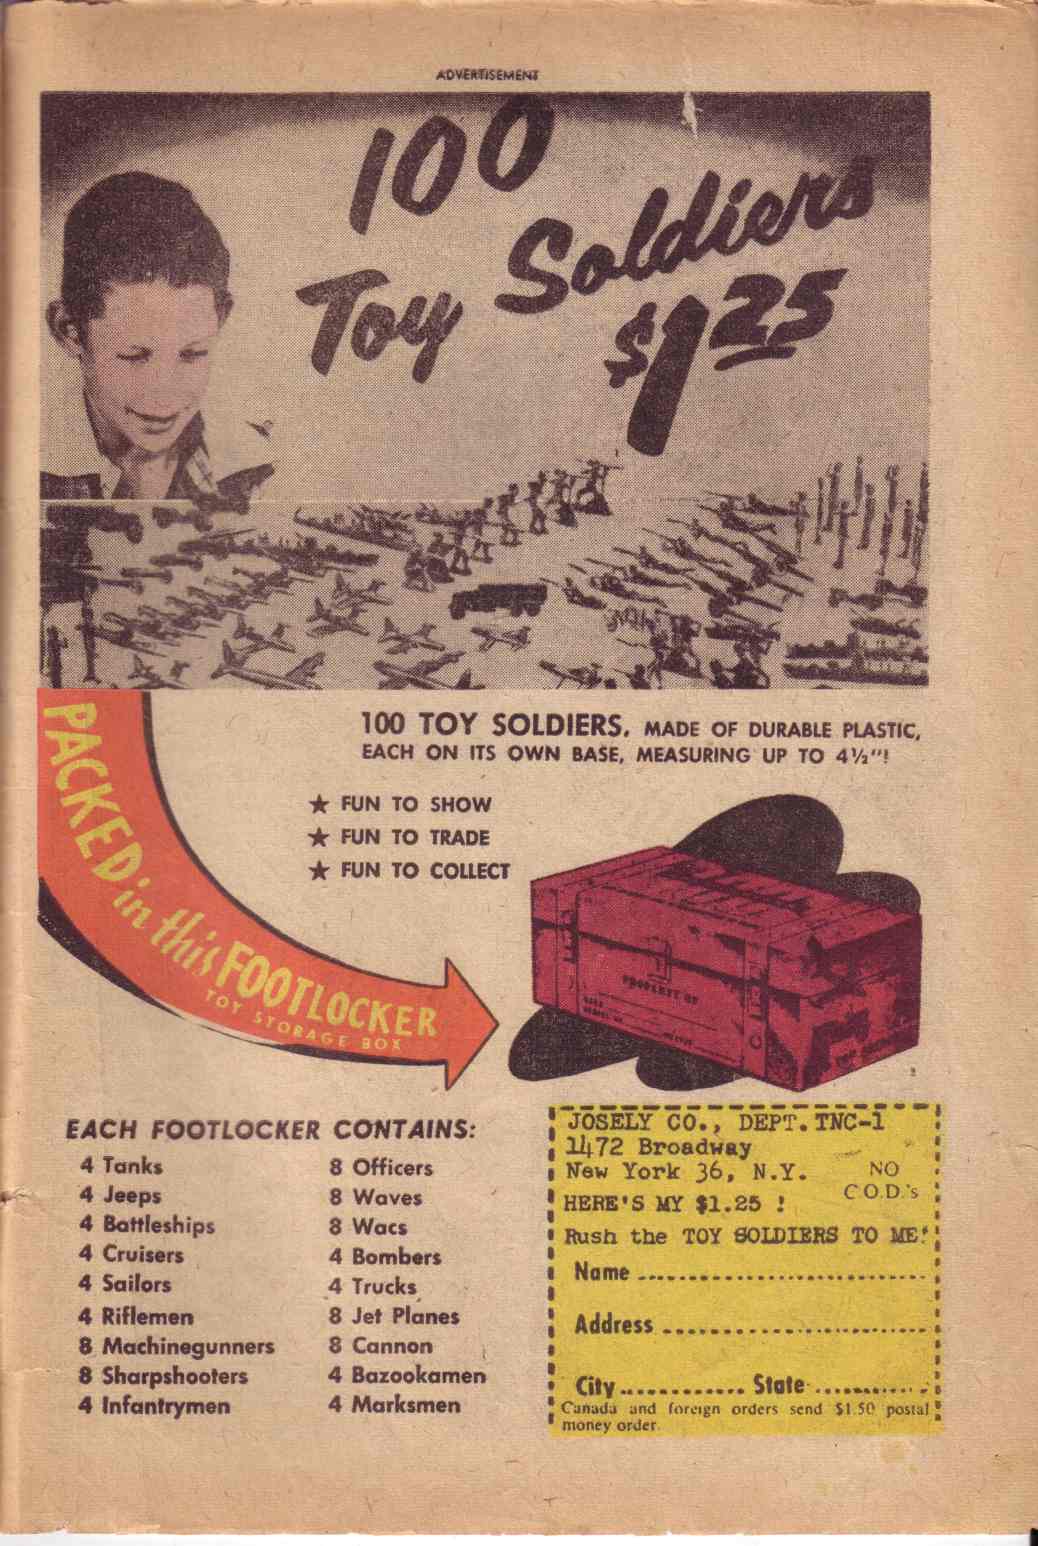 ADVERTISEMENT
100
Toy Soldiers
$1.25
100 TOY SOLDIERS, MADE OF DURABLE PLASTIC,
EACH ON ITS OWN BASE, MEASURING UP TO 4½"!
★ FUN TO SHOW
★ FUN TO TRADE
★ FUN TO COLLECT
PACKED in this FOOTLOCKER
TOY STORAGE BOX
PROPERTY OF
EACH FOOTLOCKER CONTAINS:
4 Tanks
4 Jeeps
4 Battleships
4 Cruisers
4 Sailors
4 Riflemen
8 Machinegunners
8 Sharpshooters
4 Infantrymen
8 Officers
8 Waves
8 Wacs
4 Bombers
4 Trucks
8 Jet Planes
8 Cannon
4 Bazookamen
4 Marksmen
JOSELY CO., DEPT. TNC-1
1472 Broadway
New York 36, N.Y.
NO
C.O.D.'s
HERE'S MY $1.25 !
Rush the TOY SOLDIERS TO ME!
Name
Address
City State
Canada and foreign orders send $1.50 postal
money order.